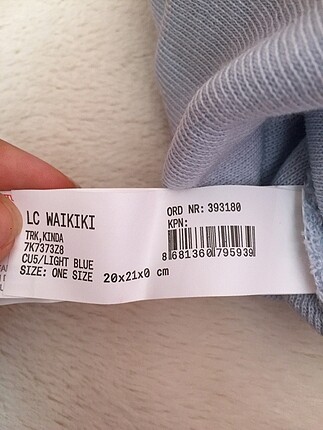 LC WAIKIKI
TRK,KINDA
7K7373Z8
CU5/LIGHT BLUE
SIZE: ONE SIZE 20x21x0 cm
ORD NR: 393180
KPN:
8 681360 795939